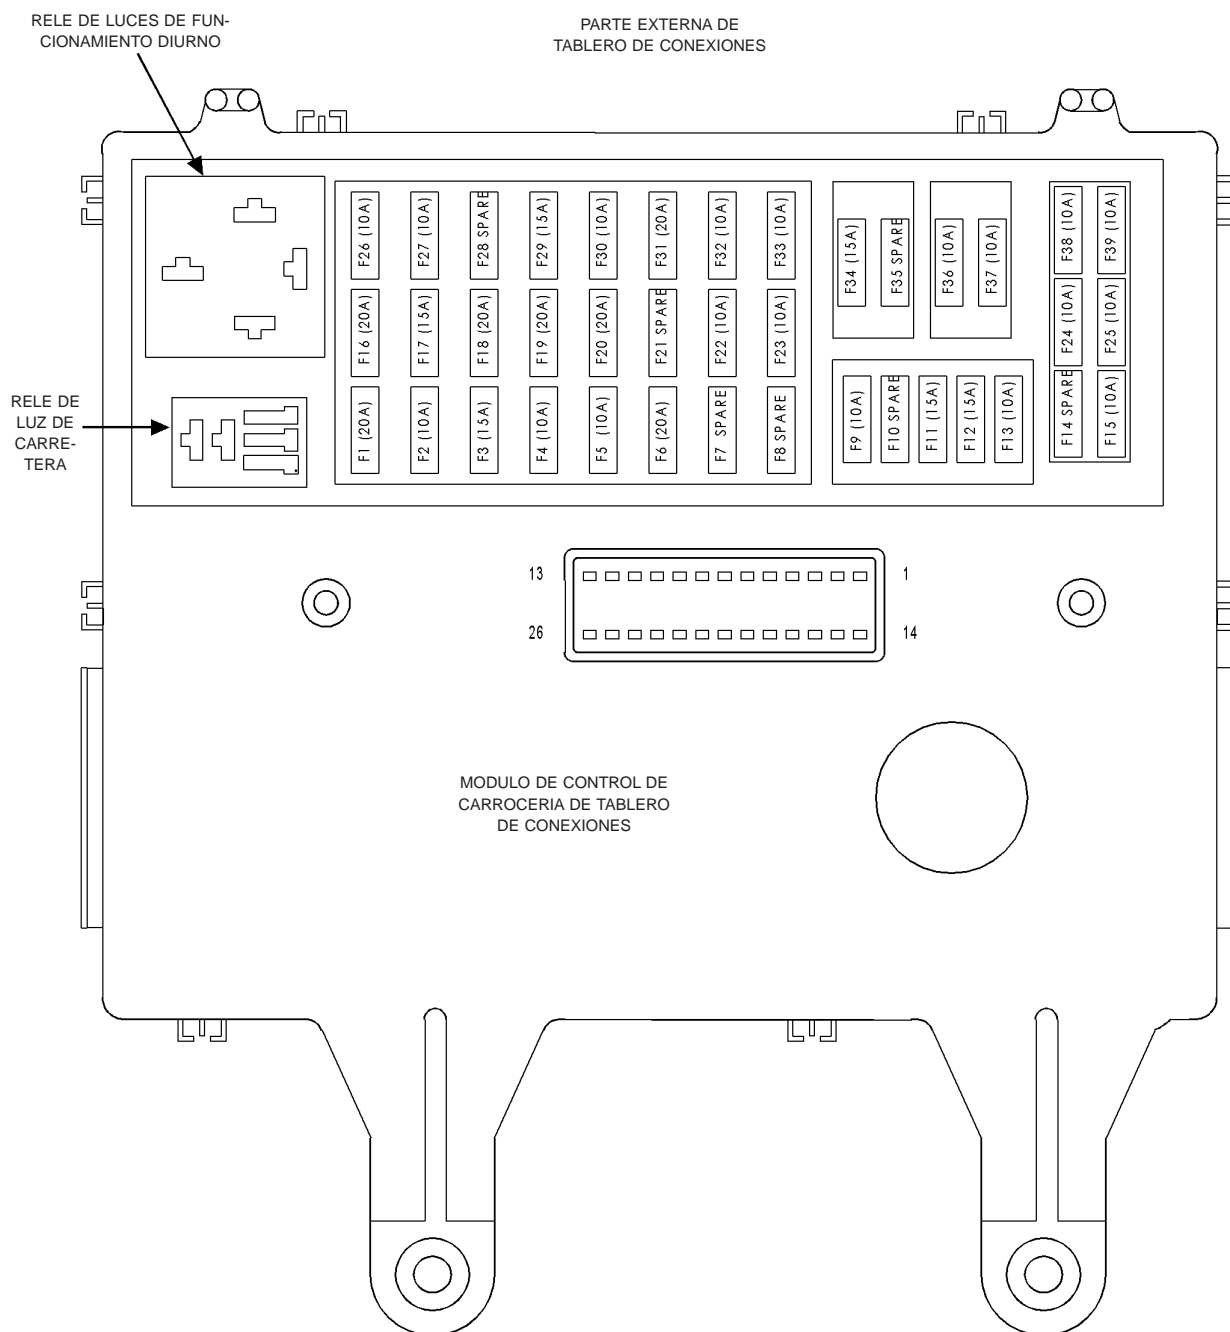 RELE DE LUCES DE FUN-
CIONAMIENTO DIURNO
PARTE EXTERNA DE
TABLERO DE CONEXIONES
F26 (10A)
F27 (10A)
F28 SPARE
F29 (15A)
F30 (10A)
F31 (20A)
F32 (10A)
F33 (10A)
F34 (15A)
F35 SPARE
F36 (10A)
F37 (10A)
F38 (10A)
F39 (10A)
F16 (20A)
F17 (15A)
F18 (20A)
F19 (20A)
F20 (20A)
F21 SPARE
F22 (10A)
F23 (10A)
F24 (10A)
F25 (10A)
RELE DE
LUZ DE
CARRE-
TERA
F1 (20A)
F2 (10A)
F3 (15A)
F4 (10A)
F5 (10A)
F6 (20A)
F7 SPARE
F8 SPARE
F9 (10A)
F10 SPARE
F11 (15A)
F12 (15A)
F13 (10A)
F14 SPARE
F15 (10A)
13
1
26
14
MODULO DE CONTROL DE
CARROCERIA DE TABLERO
DE CONEXIONES